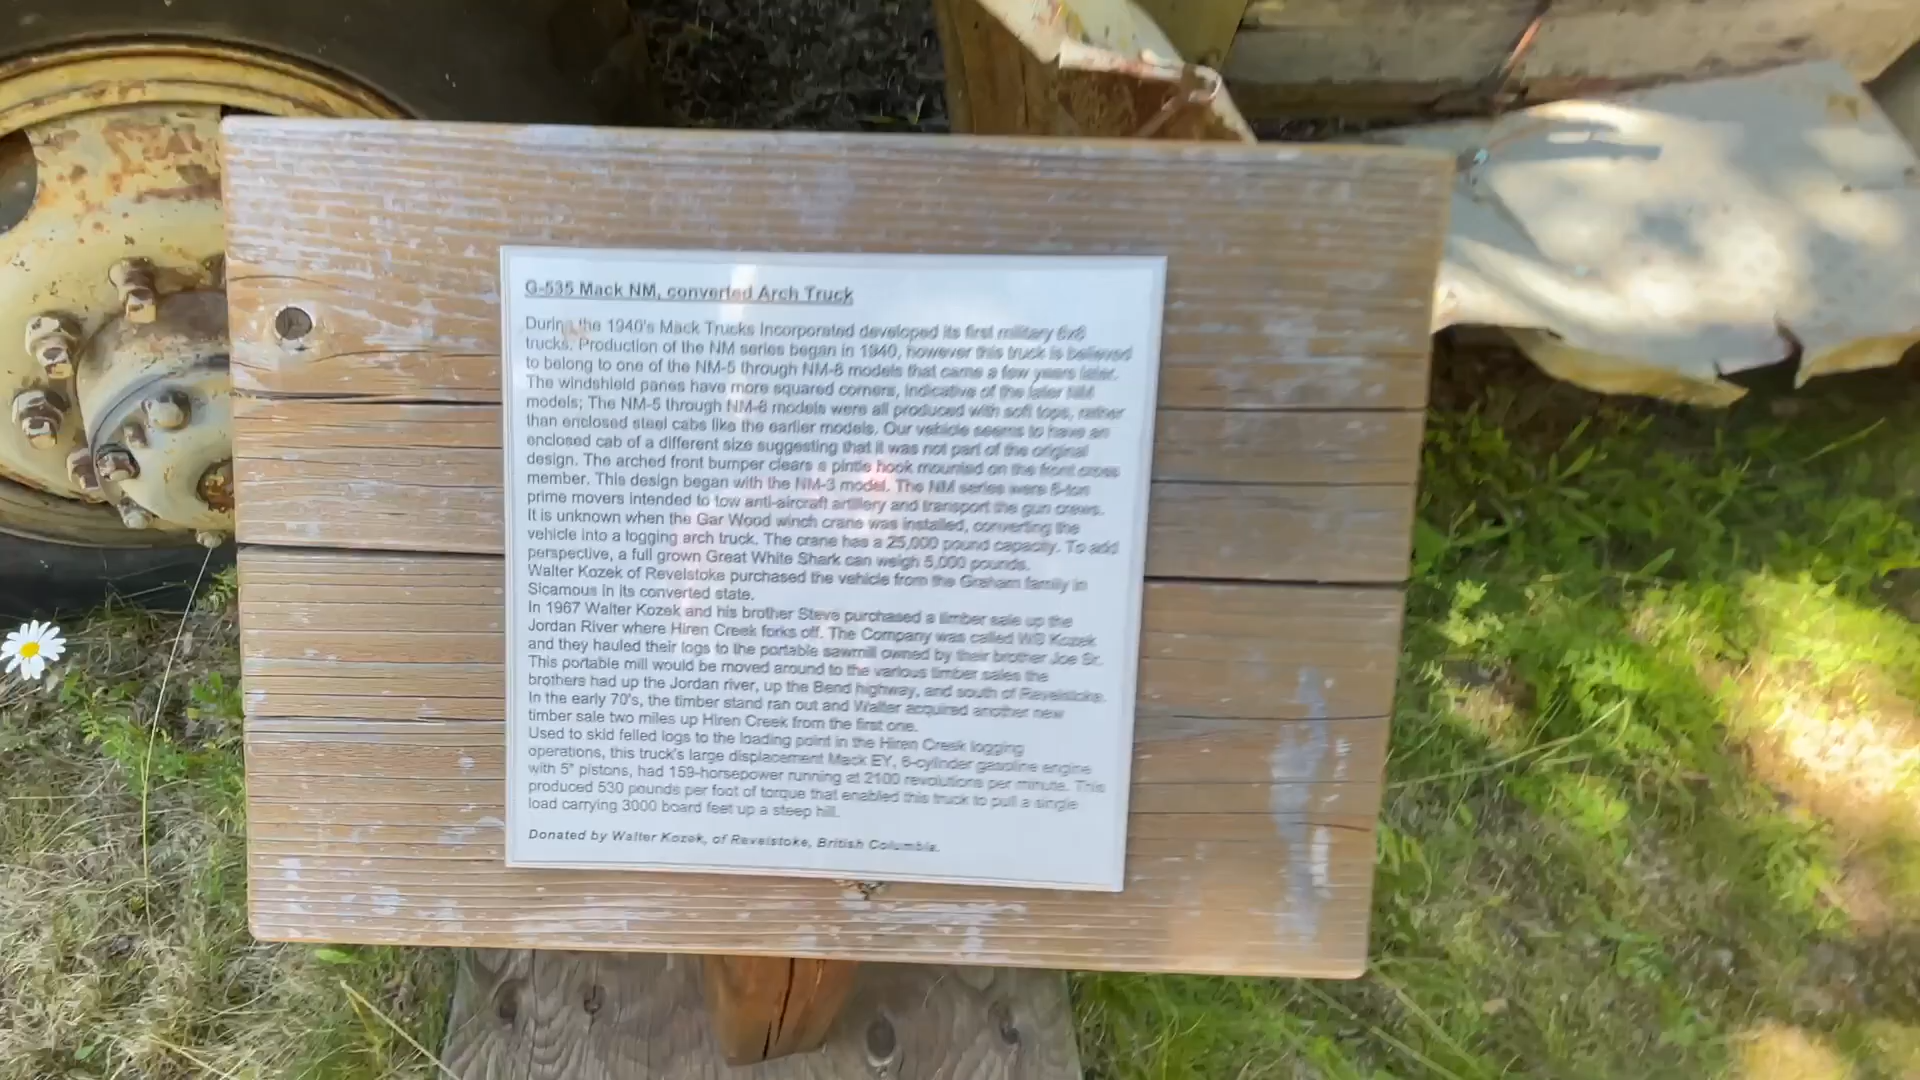 G-535 Mack NM, converted Arch Truck
During the 1940's Mack Trucks Incorporated developed its first military 6x6
trucks. Production of the NM series began in 1940, however this truck is believed
to belong to one of the NM-5 through NM-8 models that came a few years later.
The windshield panes have more squared corners, indicative of the later NM
models; The NM-5 through NM-8 models were all produced with soft tops, rather
than enclosed steel cabs like the earlier models. Our vehicle seems to have an
enclosed cab of a different size suggesting that it was not part of the original
design. The arched front bumper clears a pintle hook mounted on the front cross
member. This design began with the NM-3 model. The NM series were 6-ton
prime movers intended to tow anti-aircraft artillery and transport the gun crews.
It is unknown when the Gar Wood winch crane was installed, converting the
vehicle into a logging arch truck. The crane has a 25,000 pound capacity. To add
perspective, a full grown Great White Shark can weigh 5,000 pounds.
Walter Kozek of Revelstoke purchased the vehicle from the Graham family in
Sicamous in its converted state.
In 1967 Walter Kozek and his brother Steve purchased a timber sale up the
Jordan River where Hiren Creek forks off. The Company was called WS Kozek
and they hauled their logs to the portable sawmill owned by their brother Joe Sr.
This portable mill would be moved around to the various timber sales the
brothers had up the Jordan river, up the Bend highway, and south of Revelstoke.
In the early 70's, the timber stand ran out and Walter acquired another new
timber sale two miles up Hiren Creek from the first one.
Used to skid felled logs to the loading point in the Hiren Creek logging
operations, this truck's large displacement Mack EY, 6-cylinder gasoline engine
with 5" pistons, had 159-horsepower running at 2100 revolutions per minute. This
produced 530 pounds per foot of torque that enabled this truck to pull a single
load carrying 3000 board feet up a steep hill.
Donated by Walter Kozek, of Revelstoke, British Columbia.